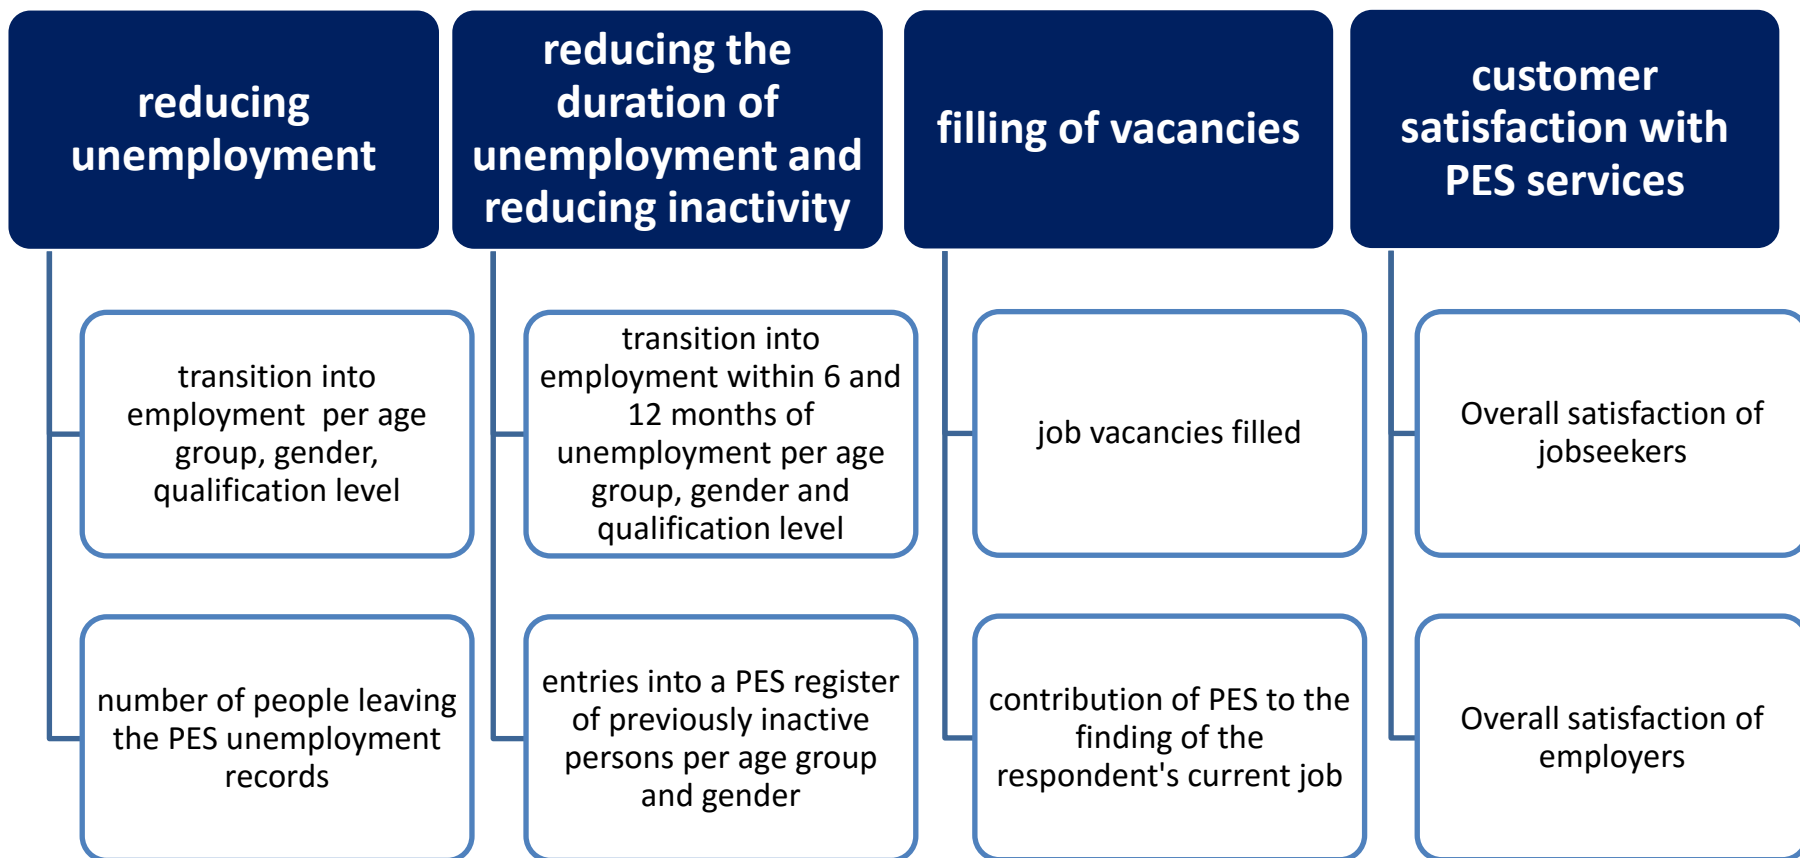 reducing
unemployment
transition into
employment  per age
group, gender,
qualification level
number of people leaving
the PES unemployment
records
reducing the
duration of
unemployment and
reducing inactivity
transition into
employment within 6 and
12 months of
unemployment per age
group, gender and
qualification level
entries into a PES register
of previously inactive
persons per age group
and gender
filling of vacancies
job vacancies filled
contribution of PES to the
finding of the
respondent's current job
customer
satisfaction with
PES services
Overall satisfaction of
jobseekers
Overall satisfaction of
employers